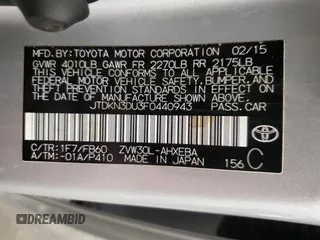 MFD. BY: TOYOTA MOTOR CORPORATION 02/15
GVWR 4010LB GAWR FR 2270LB RR 2175LB
THIS VEHICLE CONFORMS TO ALL APPLICABLE
FEDERAL MOTOR VEHICLE SAFETY, BUMPER, AND
THEFT PREVENTION STANDARDS IN EFFECT ON
THE DATE OF MANUFACTURE SHOWN ABOVE.
JTDKN3DU3F0440943 PASS.CAR
C/TR:1F7/FB60 ZVW30L-AHXEBA
A/TM:-01A/P410 MADE IN JAPAN 156C
TOYOTA
DREAMBID